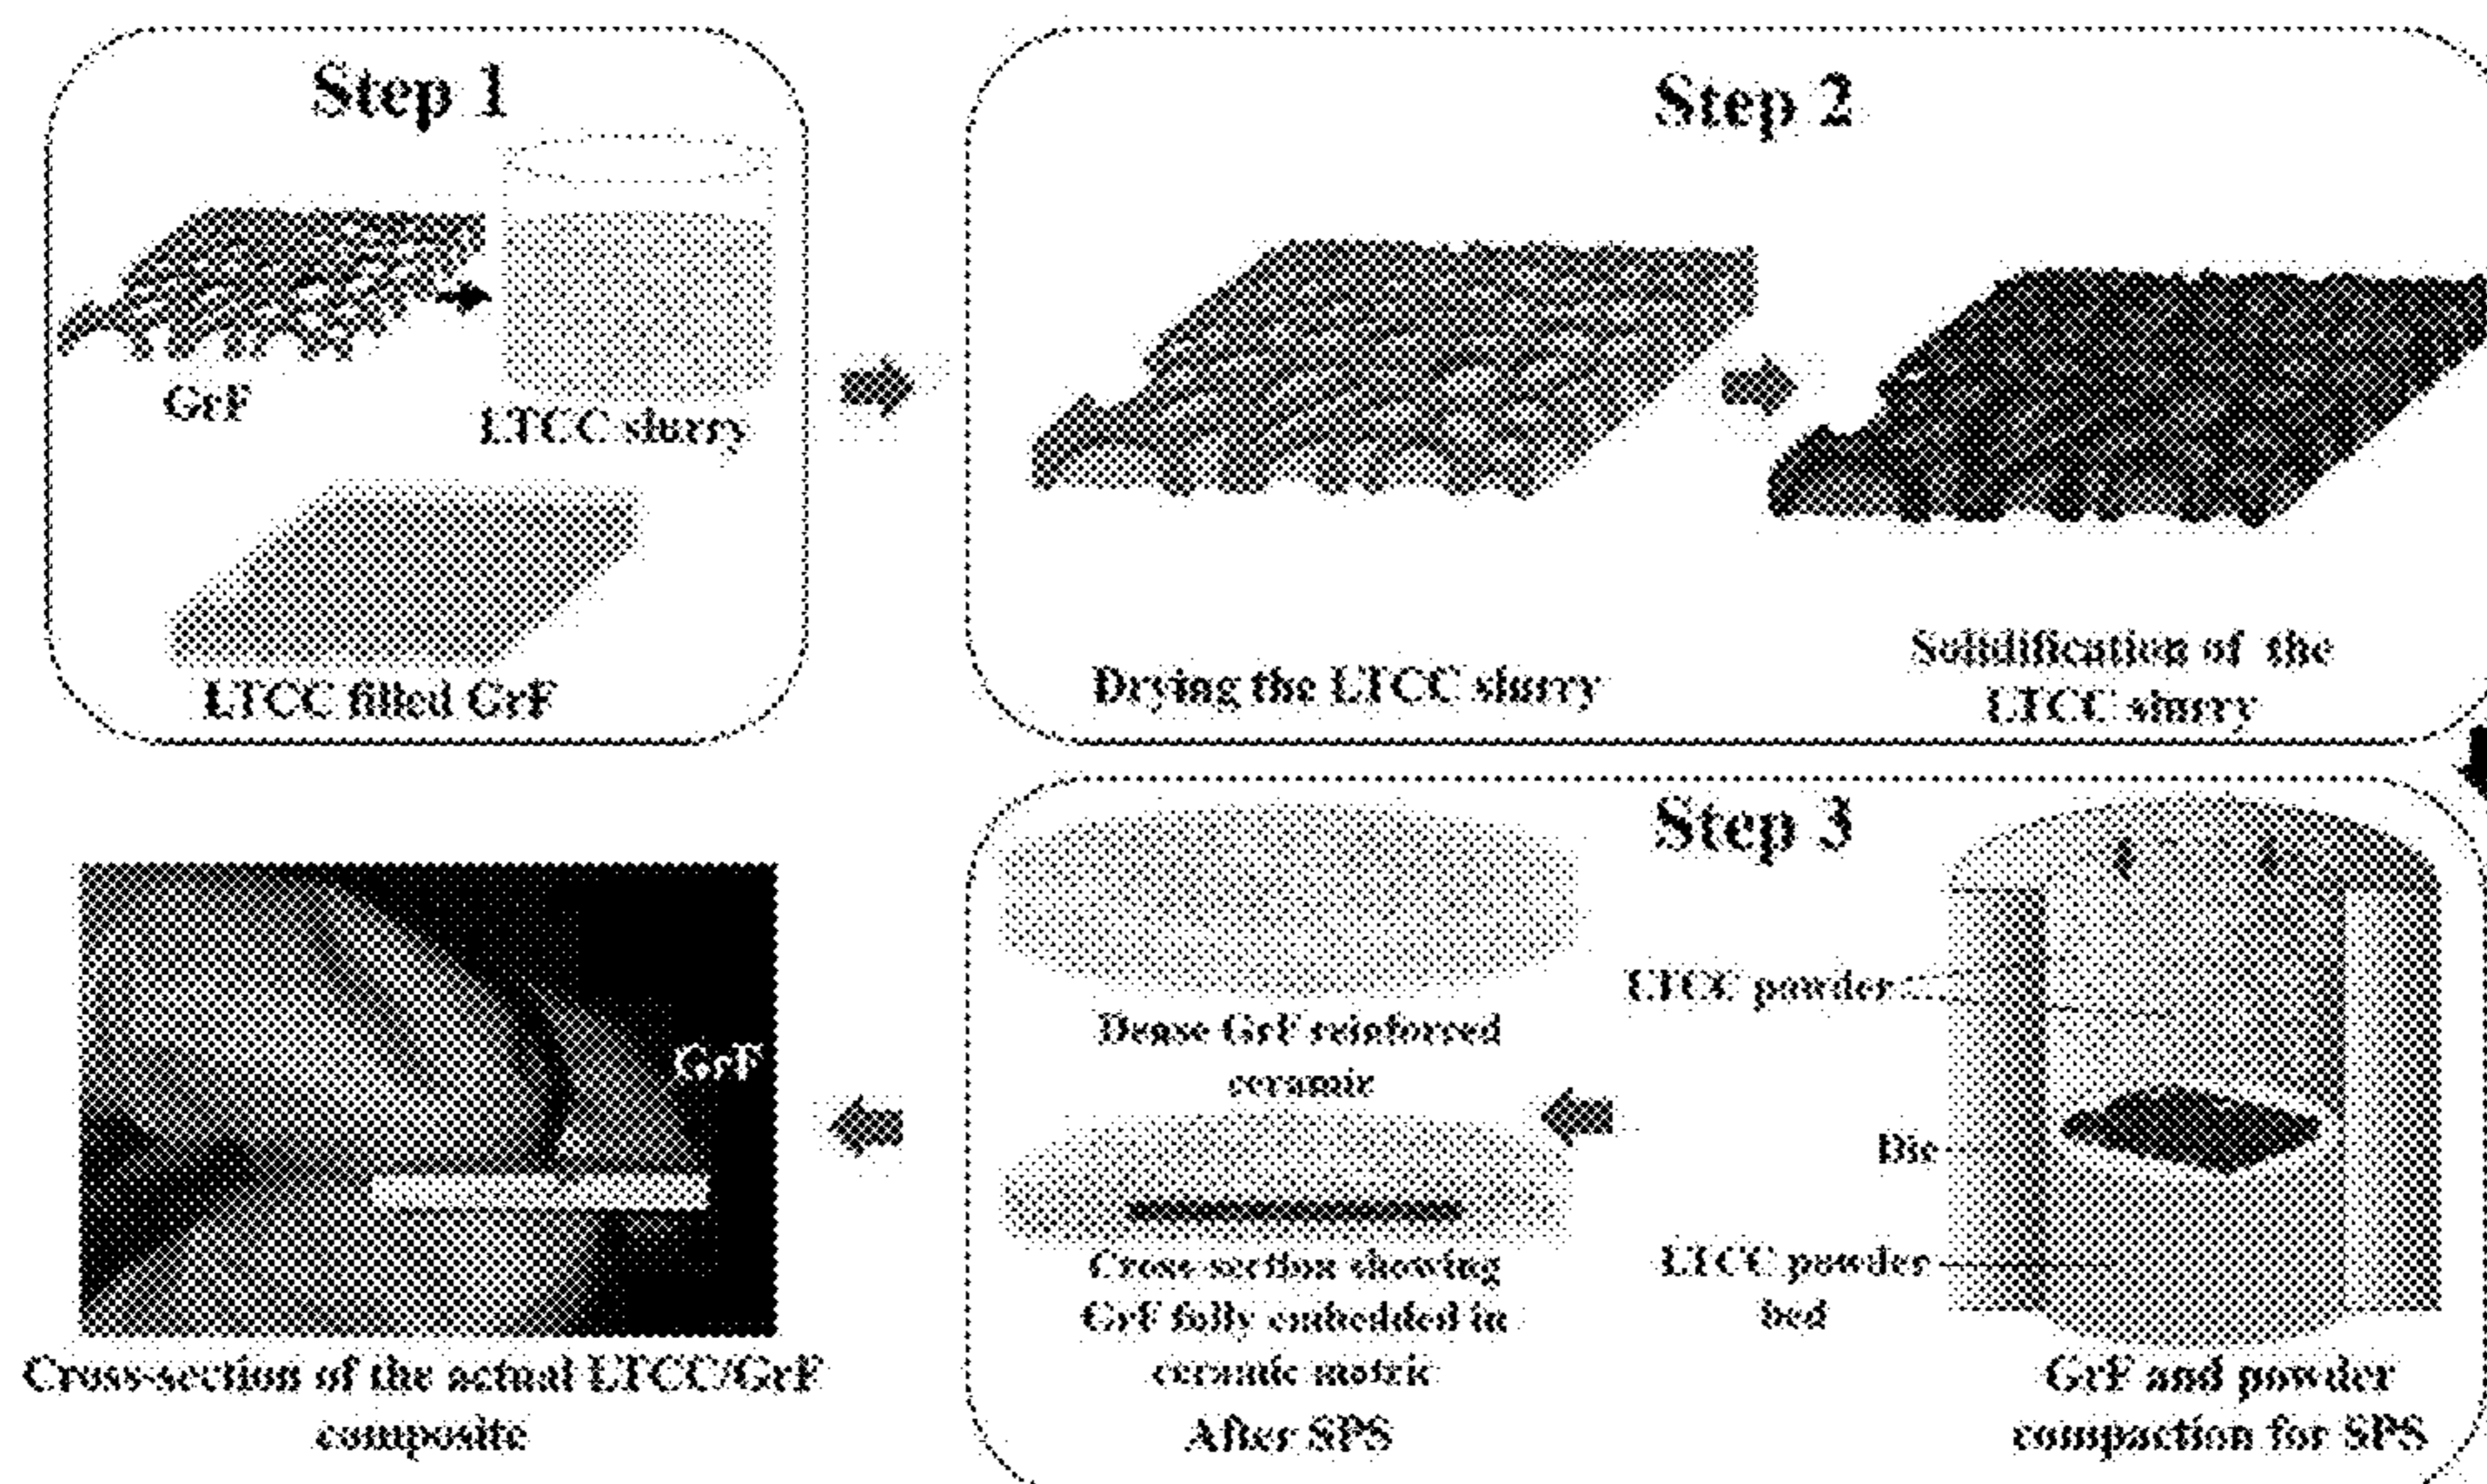 Step 1
GrF
LTCC slurry
LTCC filled GrF
Step 2
Drying the LTCC slurry
Solidification of the
LTCC slurry
Step 3
LTCC powder
Die
LTCC powder
bed
GrF and powder
compaction for SPS
Dense GrF reinforced
ceramic
Cross-section showing
GrF fully embedded in
ceramic matric
After SPS
GrF
Cross-section of the actual LTCC/GrF
composite